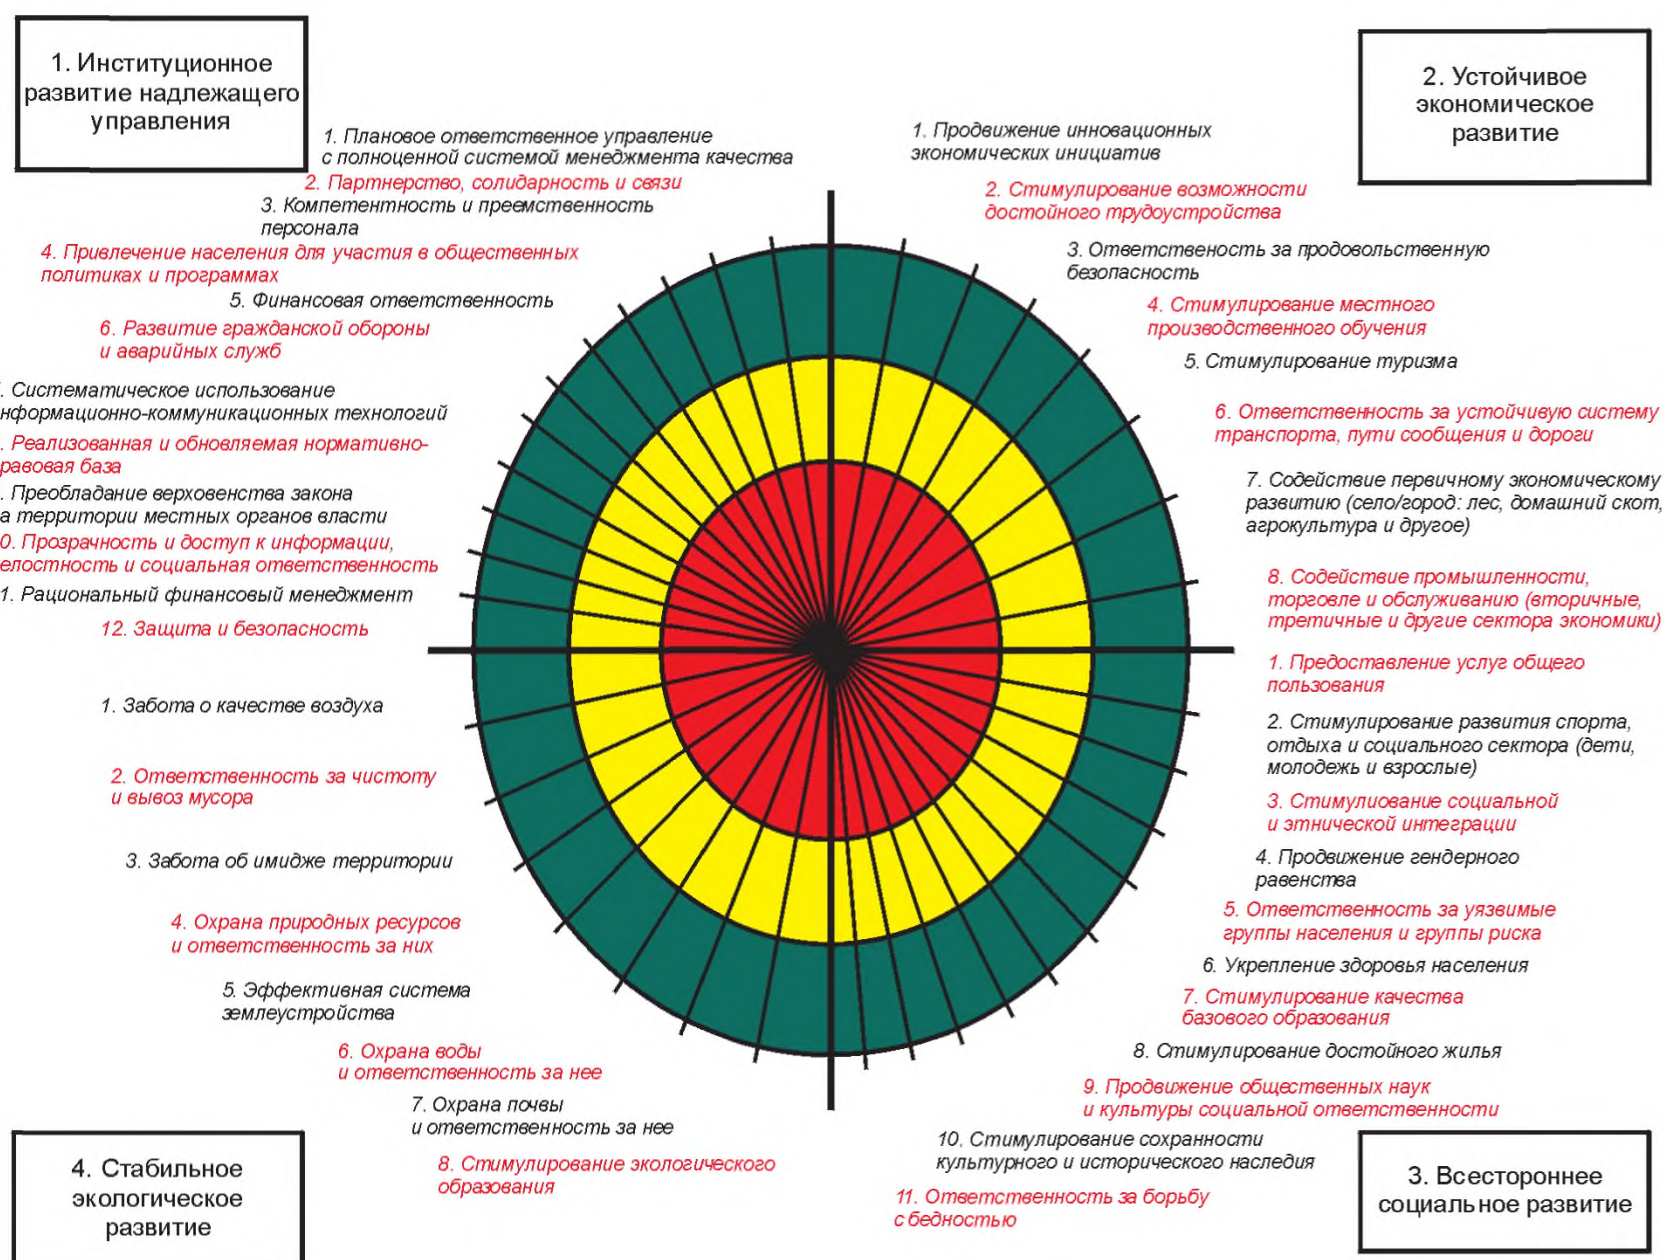 1. Институционное
развитие надлежащего
управления
1. Плановое ответственное управление
с полноценной системой менеджмента качества
2. Партнерство, солидарность и связи
3. Компетентность и преемственность
персонала
4. Привлечение населения для участия в общественных
политиках и программах
5. Финансовая ответственность
6. Развитие гражданской обороны
и аварийных служб
. Систематическое использование
нформационно-коммуникационных технологий
. Реализованная и обновляемая нормативно-
равовая база
. Преобладание верховенства закона
а территории местных органов власти
0. Прозрачность и доступ к информации,
елостность и социальная ответственность
1. Рациональный финансовый менеджмент
12. Защита и безопасность
2. Устойчивое
экономическое
развитие
1. Продвижение инновационных
экономических инициатив
2. Стимулирование возможности
достойного трудоустройства
3. Ответственость за продовольственную
безопасность
4. Стимулирование местного
производственного обучения
5. Стимулирование туризма
6. Ответственность за устойчивую систему
транспорта, пути сообщения и дороги
7. Содействие первичному экономическому
развитию (село/город: лес, домашний скот,
агрокультура и другое)
8. Содействие промышленности,
торговле и обслуживанию (вторичные,
третичные и другие сектора экономики)
1. Предоставление услуг общего
пользования
2. Стимулирование развития спорта,
отдыха и социального сектора (дети,
молодежь и взрослые)
3. Стимулиование социальной
и этнической интеграции
4. Продвижение гендерного
равенства
5. Ответственность за уязвимые
группы населения и группы риска
6. Укрепление здоровья населения
7. Стимулирование качества
базового образования
8. Стимулирование достойного жилья
9. Продвижение общественных наук
и культуры социальной ответственности
10. Стимулирование сохранности
культурного и исторического наследия
11. Ответственность за борьбу
с бедностью
3. Всестороннее
социальное развитие
1. Забота о качестве воздуха
2. Ответственность за чистоту
и вывоз мусора
3. Забота об имидже территории
4. Охрана природных ресурсов
и ответственность за них
5. Эффективная система
землеустройства
6. Охрана воды
и ответственность за нее
7. Охрана почвы
и ответственность за нее
8. Стимулирование экологического
образования
4. Стабильное
экологическое
развитие